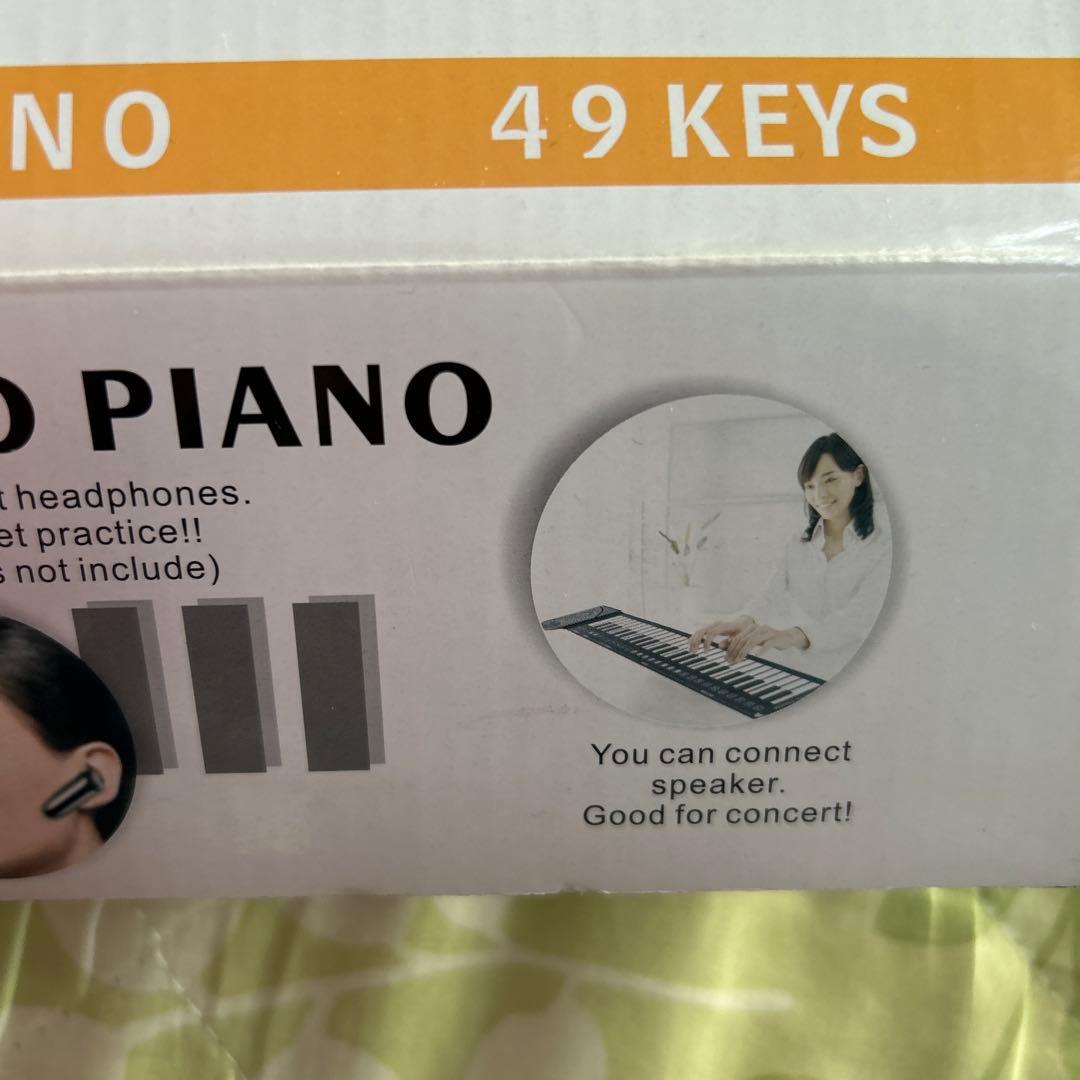 NO 49 KEYS
PIANO
headphones.
practice!!
not include)
You can connect
speaker.
Good for concert!